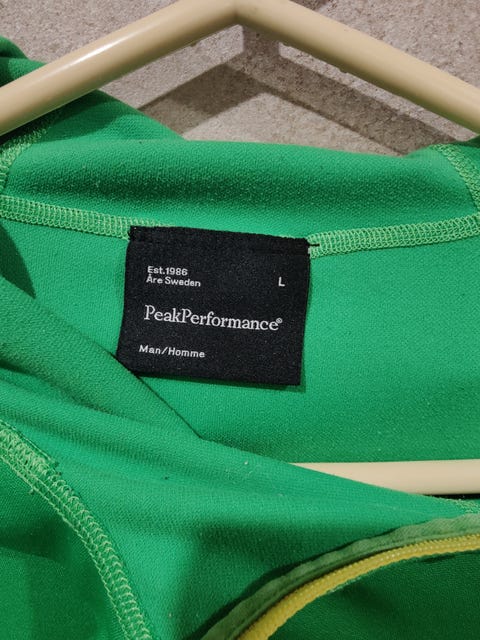 Est.1986
Åre Sweden
L
PeakPerformance®
Man/Homme